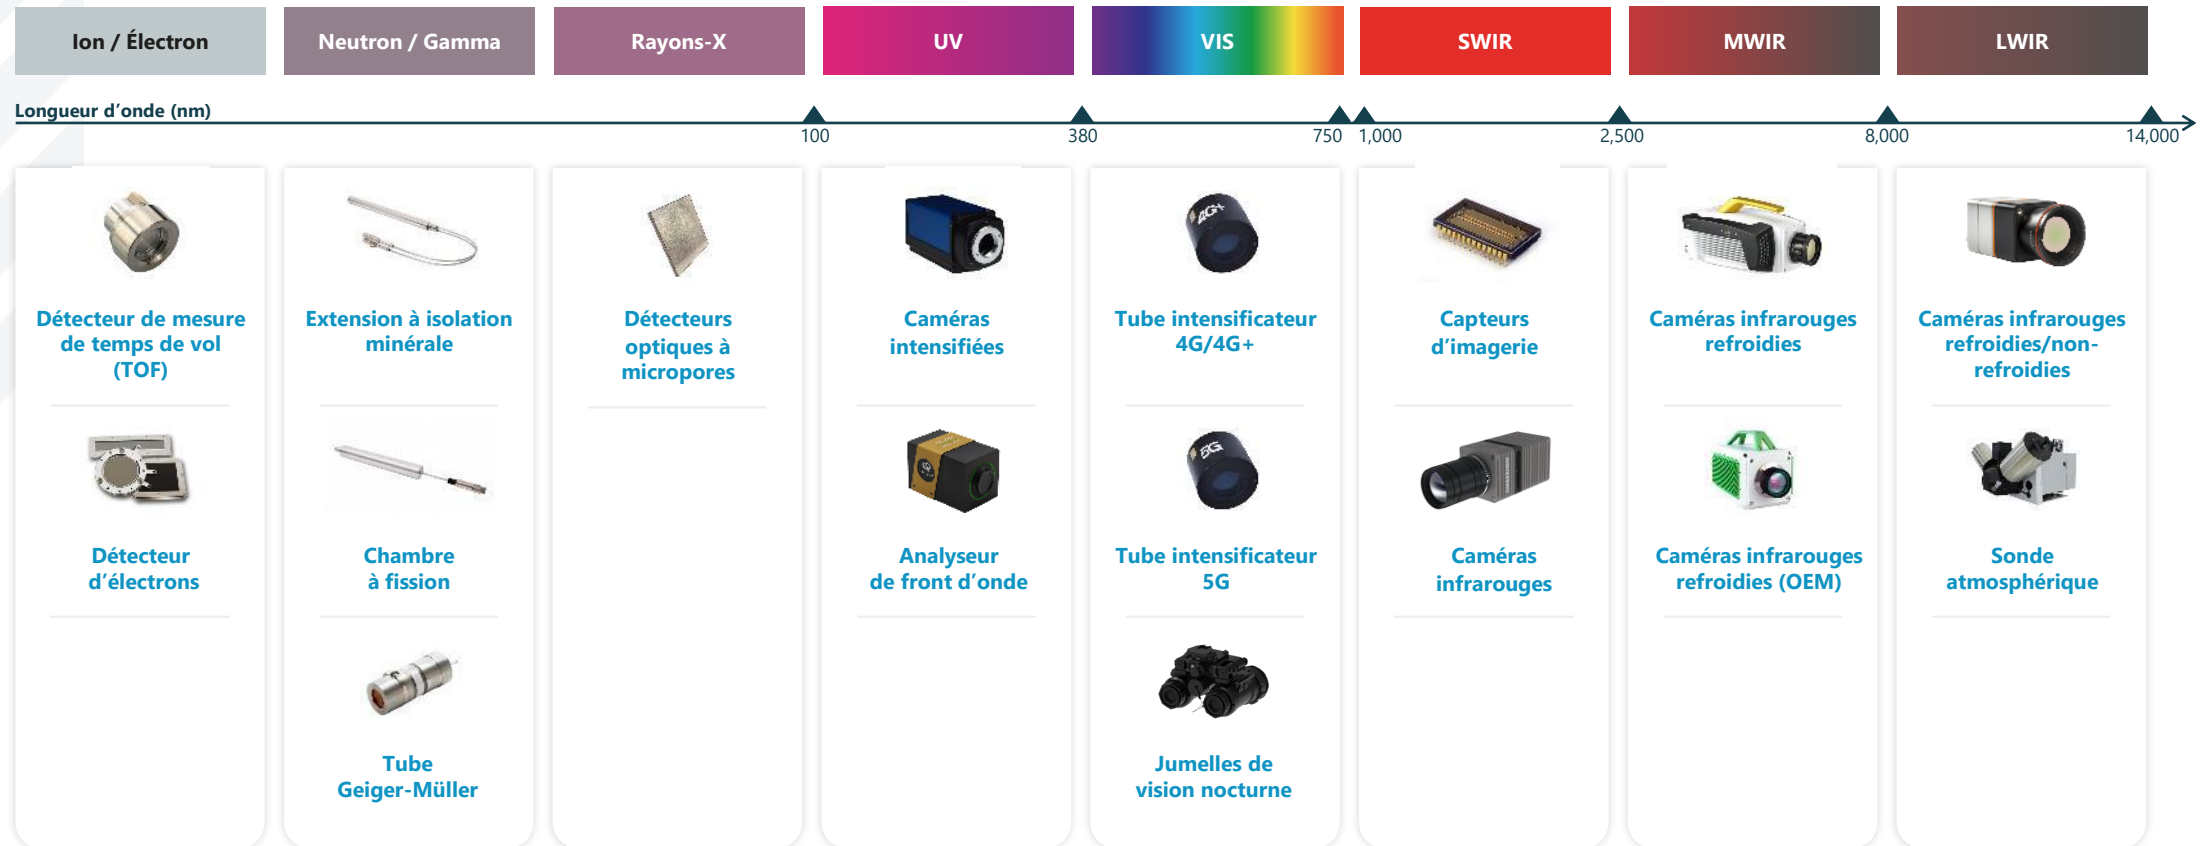 Ion / Électron
Neutron / Gamma
Rayons-X
UV
VIS
SWIR
MWIR
LWIR
Longueur d'onde (nm)
100
380
750
1,000
2,500
8,000
14,000
Détecteur de mesure
de temps de vol
(TOF)
Détecteur
d'électrons
Extension à isolation
minérale
Chambre
à fission
Tube
Geiger-Müller
Détecteurs
optiques à
micropores
Caméras
intensifiées
Analyseur
de front d'onde
4G+
Tube intensificateur
4G/4G+
5G
Tube intensificateur
5G
Jumelles de
vision nocturne
Capteurs
d'imagerie
Caméras
infrarouges
Caméras infrarouges
refroidies
Caméras infrarouges
refroidies (OEM)
Caméras infrarouges
refroidies/non-
refroidies
Sonde
atmosphérique